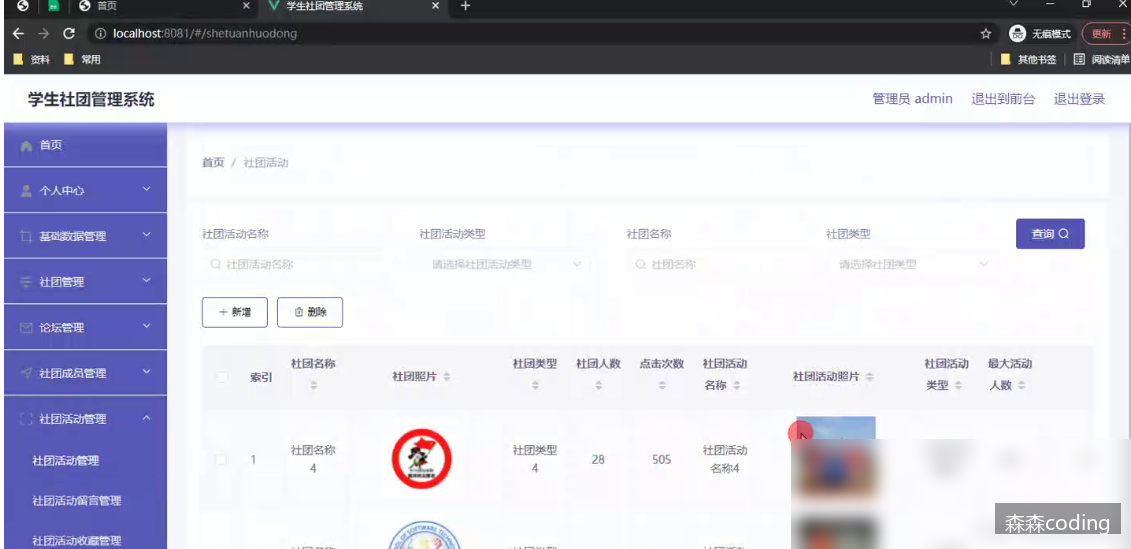 首页
学生社团管理系统
localhost:8081/#/shetuanhuodong
无痕模式
更新
资料
常用
其他书签
阅读清单
学生社团管理系统
管理员 admin
退出到前台
退出登录
首页
个人中心
基础数据管理
社团管理
论坛管理
社团成员管理
社团活动管理
社团活动管理
社团活动留言管理
社团活动收藏管理
首页 / 社团活动
社团活动名称
社团活动类型
社团名称
社团类型
社团活动名称
请选择社团活动类型
社团名称
请选择社团类型
查询
新增
删除
索引
社团名称
社团照片
社团类型
社团人数
点击次数
社团活动
名称
社团活动照片
社团活动
类型
最大活动
人数
1
社团名称
4
社团类型
4
28
505
社团活动
名称4
森森coding